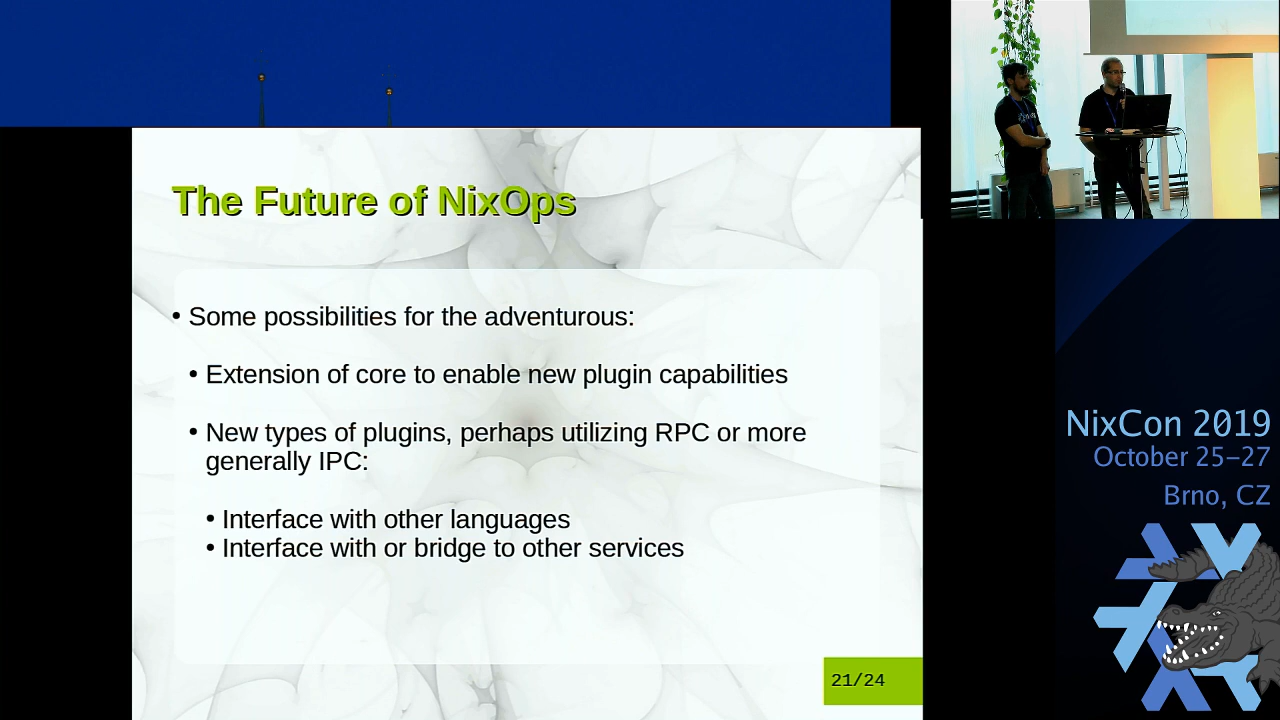 The Future of NixOps
• Some possibilities for the adventurous:
• Extension of core to enable new plugin capabilities
• New types of plugins, perhaps utilizing RPC or more
generally IPC:
• Interface with other languages
• Interface with or bridge to other services
21/24
NixCon 2019
October 25–27
Brno, CZ